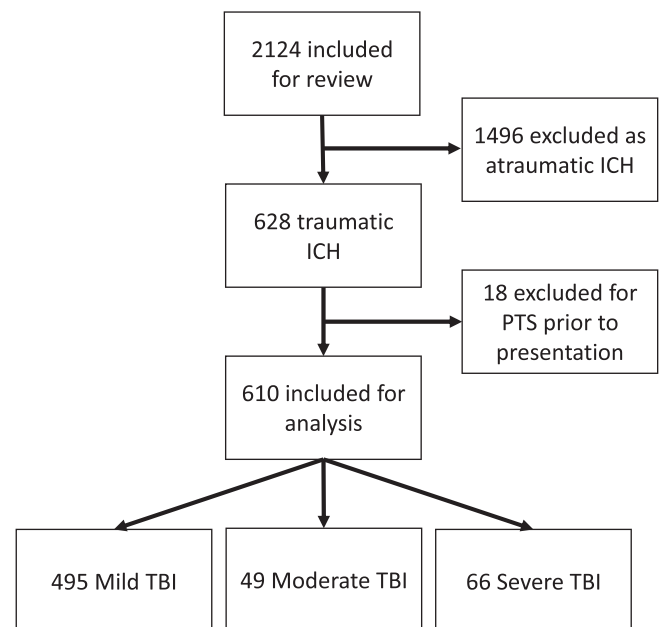 2124 included
for review
1496 excluded as
atraumatic ICH
628 traumatic
ICH
18 excluded for
PTS prior to
presentation
610 included for
analysis
495 Mild TBI
49 Moderate TBI
66 Severe TBI